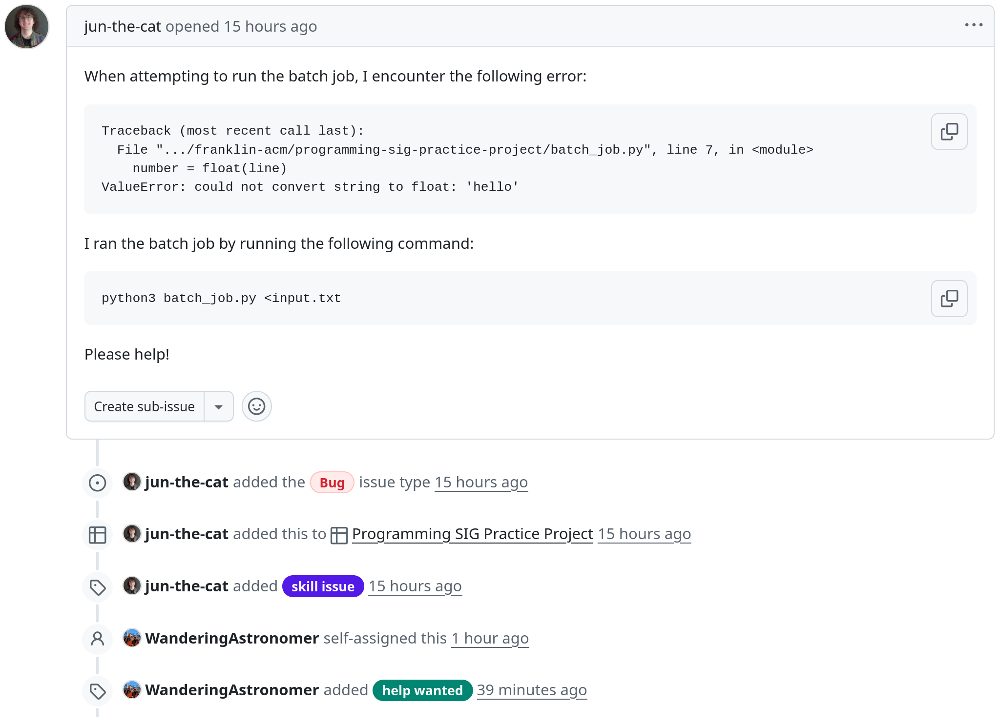 jun-the-cat opened 15 hours ago
When attempting to run the batch job, I encounter the following error:
Traceback (most recent call last):
  File ".../franklin-acm/programming-sig-practice-project/batch_job.py", line 7, in <module>
    number = float(line)
ValueError: could not convert string to float: 'hello'
I ran the batch job by running the following command:
python3 batch_job.py <input.txt
Please help!
Create sub-issue
jun-the-cat added the Bug issue type 15 hours ago
jun-the-cat added this to Programming SIG Practice Project 15 hours ago
jun-the-cat added skill issue 15 hours ago
WanderingAstronomer self-assigned this 1 hour ago
WanderingAstronomer added help wanted 39 minutes ago